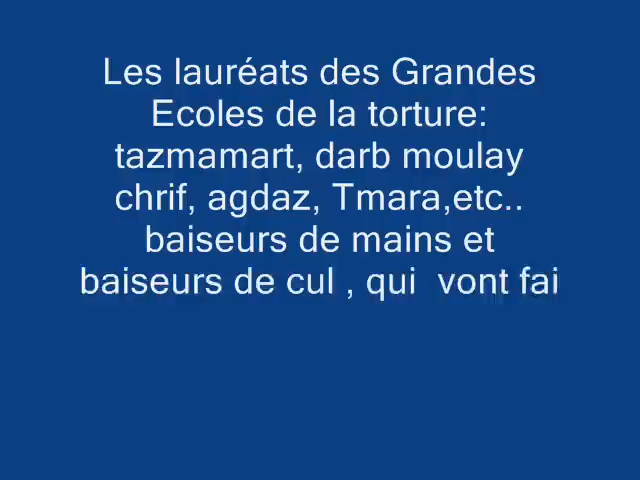 Les lauréats des Grandes
Ecoles de la torture:
tazmamart, darb moulay
chrif, agdaz, Tmara,etc..
baiseurs de mains et
baiseurs de cul , qui  vont fai